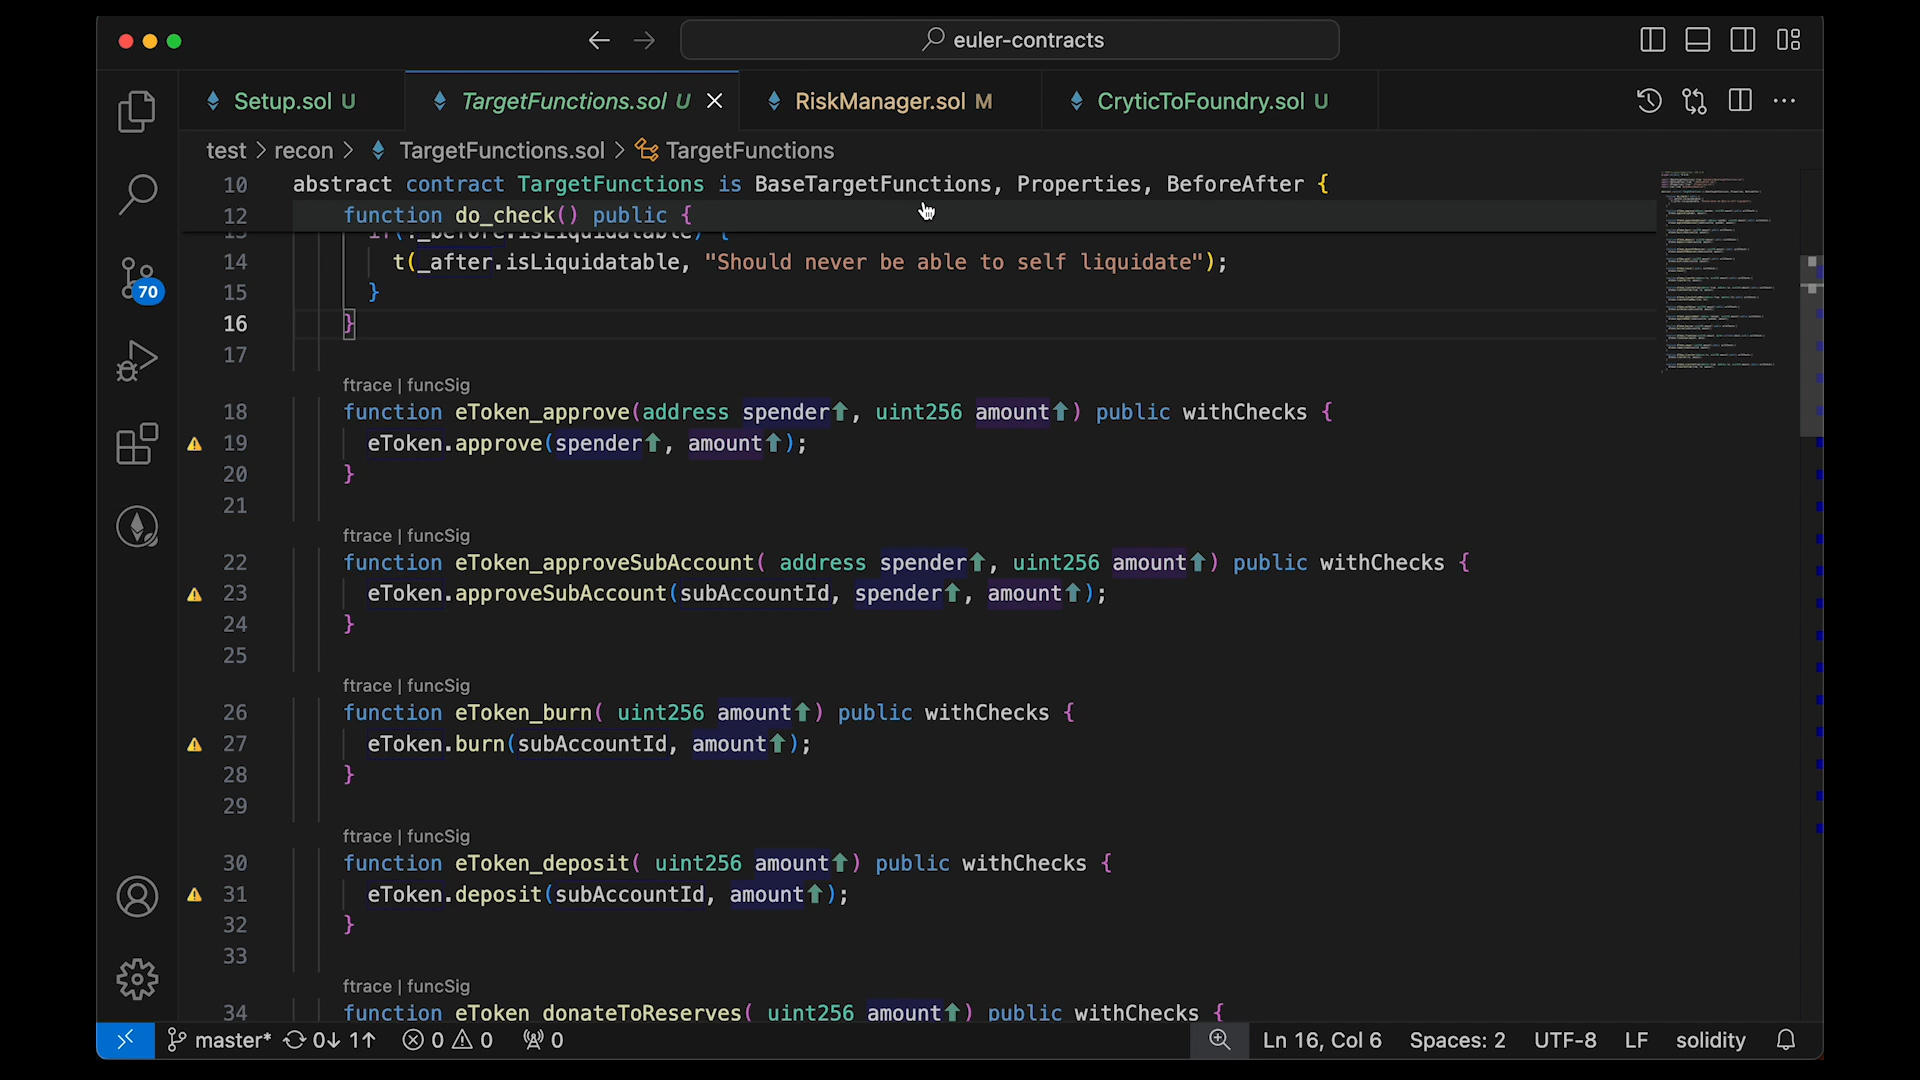 euler-contracts
Setup.sol U
TargetFunctions.sol U
RiskManager.sol M
CryticToFoundry.sol U
test > recon > TargetFunctions.sol > TargetFunctions
10 abstract contract TargetFunctions is BaseTargetFunctions, Properties, BeforeAfter {
12 function do_check() public {
13 if(!_before.isLiquidatable) {
14 t(_after.isLiquidatable, "Should never be able to self liquidate");
15 }
16 }
17
ftrace | funcSig
18 function eToken_approve(address spender↑, uint256 amount↑) public withChecks {
19 eToken.approve(spender↑, amount↑);
20 }
21
ftrace | funcSig
22 function eToken_approveSubAccount( address spender↑, uint256 amount↑) public withChecks {
23 eToken.approveSubAccount(subAccountId, spender↑, amount↑);
24 }
25
ftrace | funcSig
26 function eToken_burn( uint256 amount↑) public withChecks {
27 eToken.burn(subAccountId, amount↑);
28 }
29
ftrace | funcSig
30 function eToken_deposit( uint256 amount↑) public withChecks {
31 eToken.deposit(subAccountId, amount↑);
32 }
33
ftrace | funcSig
34 function eToken_donateToReserves( uint256 amount↑) public withChecks {
70
master* 0↓ 1↑ 0 0 0 Ln 16, Col 6 Spaces: 2 UTF-8 LF solidity